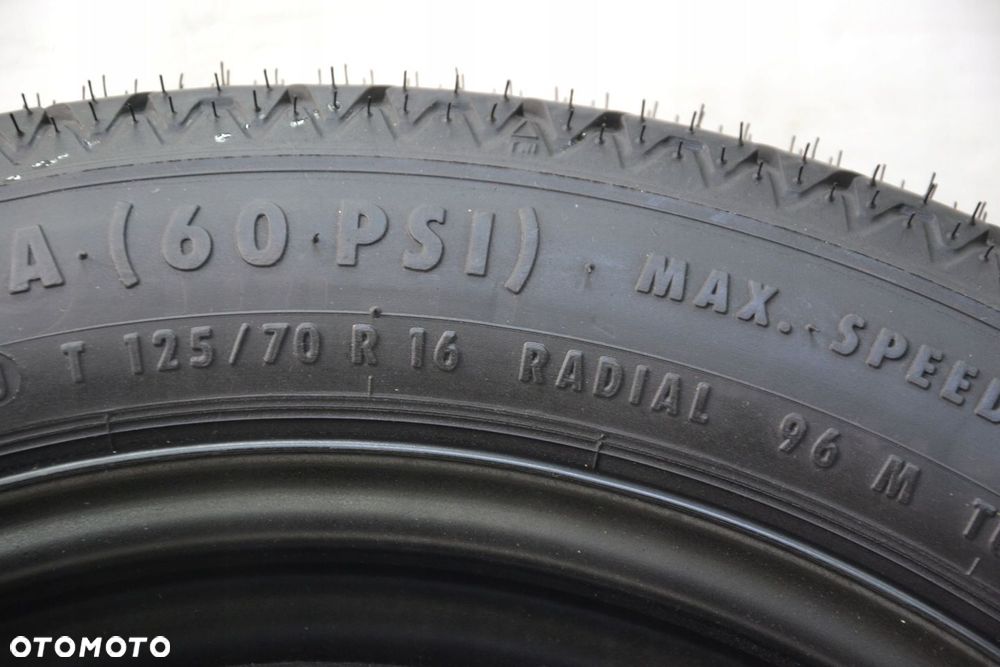 A (60 PSI) MAX. SPEED
T 125/70 R 16 RADIAL 96 M
OTOMOTO